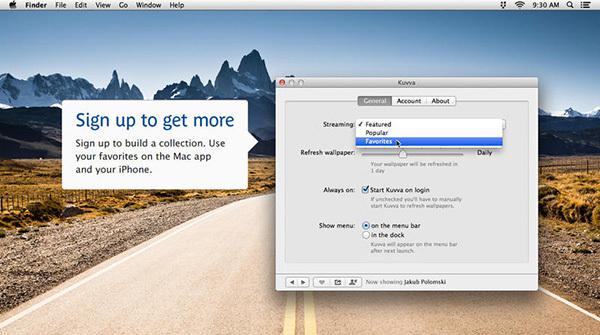 Finder File Edit View Go Window Help
9:30 AM
Kuvva
General Account About
Sign up to get more
Sign up to build a collection. Use
your favorites on the Mac app
and your iPhone.
Streaming: ✓ Featured
Popular
Favorites
Refresh wallpaper: Daily
Your wallpaper will be refreshed in
1 day
Always on: Start Kuvva on login
If unchecked you'll have to manually
start Kuvva to refresh wallpapers.
Show menu: on the menu bar
in the dock
Kuvva will appear on the menu bar
after next launch.
Now showing Jakub Polomski